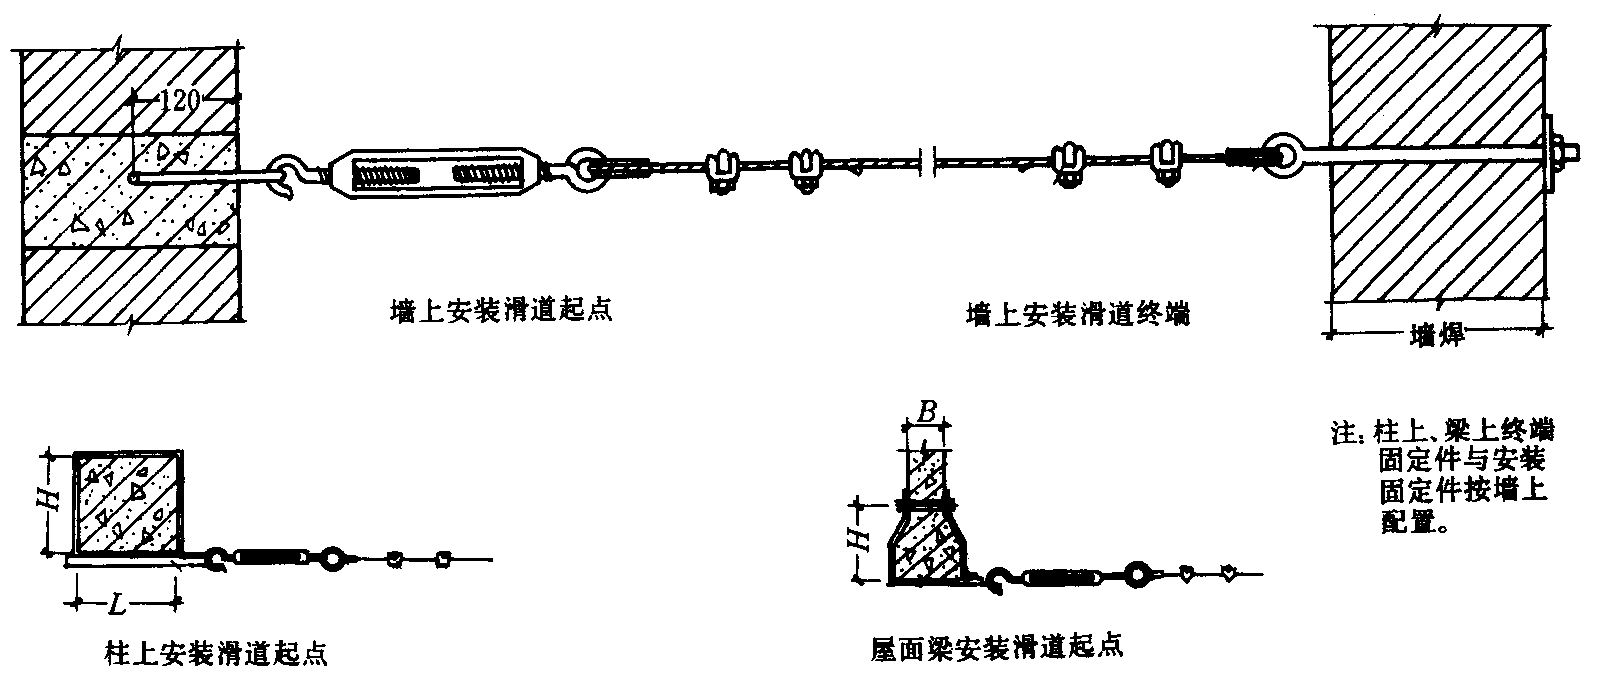 120
墙上安装滑道起点
墙上安装滑道终端
墙焊
H
L
柱上安装滑道起点
B
H
屋面梁安装滑道起点
注:柱上、梁上终端
固定件与安装
固定件按墙上
配置。